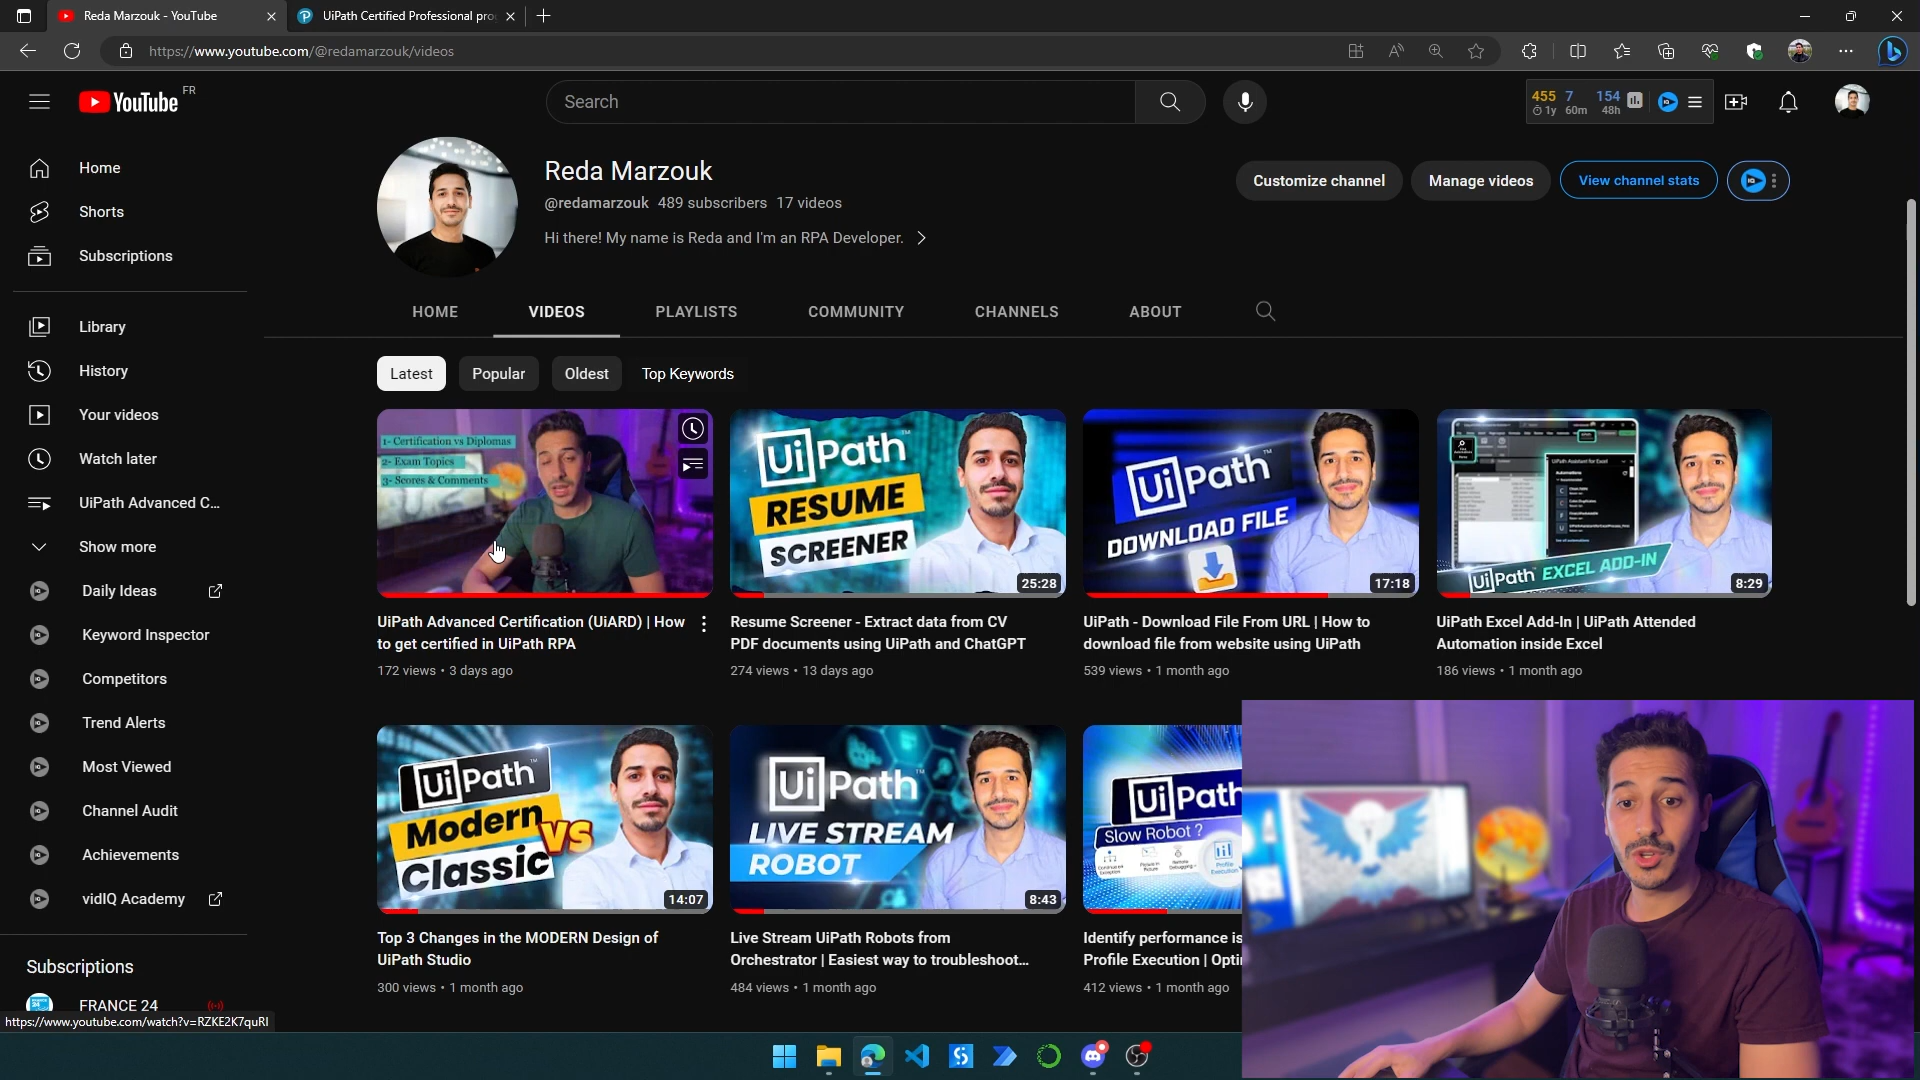 Reda Marzouk - YouTube
UiPath Certified Professional pro
https://www.youtube.com/@redamarzouk/videos
YouTube FR
Search
455 7 154
1y 60m 48h
Home
Shorts
Subscriptions
Library
History
Your videos
Watch later
UiPath Advanced C...
Show more
Daily Ideas
Keyword Inspector
Competitors
Trend Alerts
Most Viewed
Channel Audit
Achievements
vidIQ Academy
Subscriptions
FRANCE 24
https://www.youtube.com/watch?v=RZKE2K7quRI
Reda Marzouk
@redamarzouk 489 subscribers 17 videos
Hi there! My name is Reda and I'm an RPA Developer.
Customize channel
Manage videos
View channel stats
HOME
VIDEOS
PLAYLISTS
COMMUNITY
CHANNELS
ABOUT
Latest
Popular
Oldest
Top Keywords
1- Certification vs Diplomas
2- Exam Topics
3- Scores & Comments
UiPath Advanced Certification (UiARD) | How
to get certified in UiPath RPA
172 views • 3 days ago
UiPath™
RESUME
SCREENER
25:28
Resume Screener - Extract data from CV
PDF documents using UiPath and ChatGPT
274 views • 13 days ago
UiPath™
DOWNLOAD FILE
17:18
UiPath - Download File From URL | How to
download file from website using UiPath
539 views • 1 month ago
UiPath Assistant for Excel
UiPath EXCEL ADD-IN
8:29
UiPath Excel Add-In | UiPath Attended
Automation inside Excel
186 views • 1 month ago
UiPath™
Modern
VS
Classic
14:07
Top 3 Changes in the MODERN Design of
UiPath Studio
300 views • 1 month ago
UiPath™
LIVE STREAM
ROBOT
8:43
Live Stream UiPath Robots from
Orchestrator | Easiest way to troubleshoot...
484 views • 1 month ago
UiPath
Slow Robot ?
Identify performance is
Profile Execution | Opti
412 views • 1 month ago